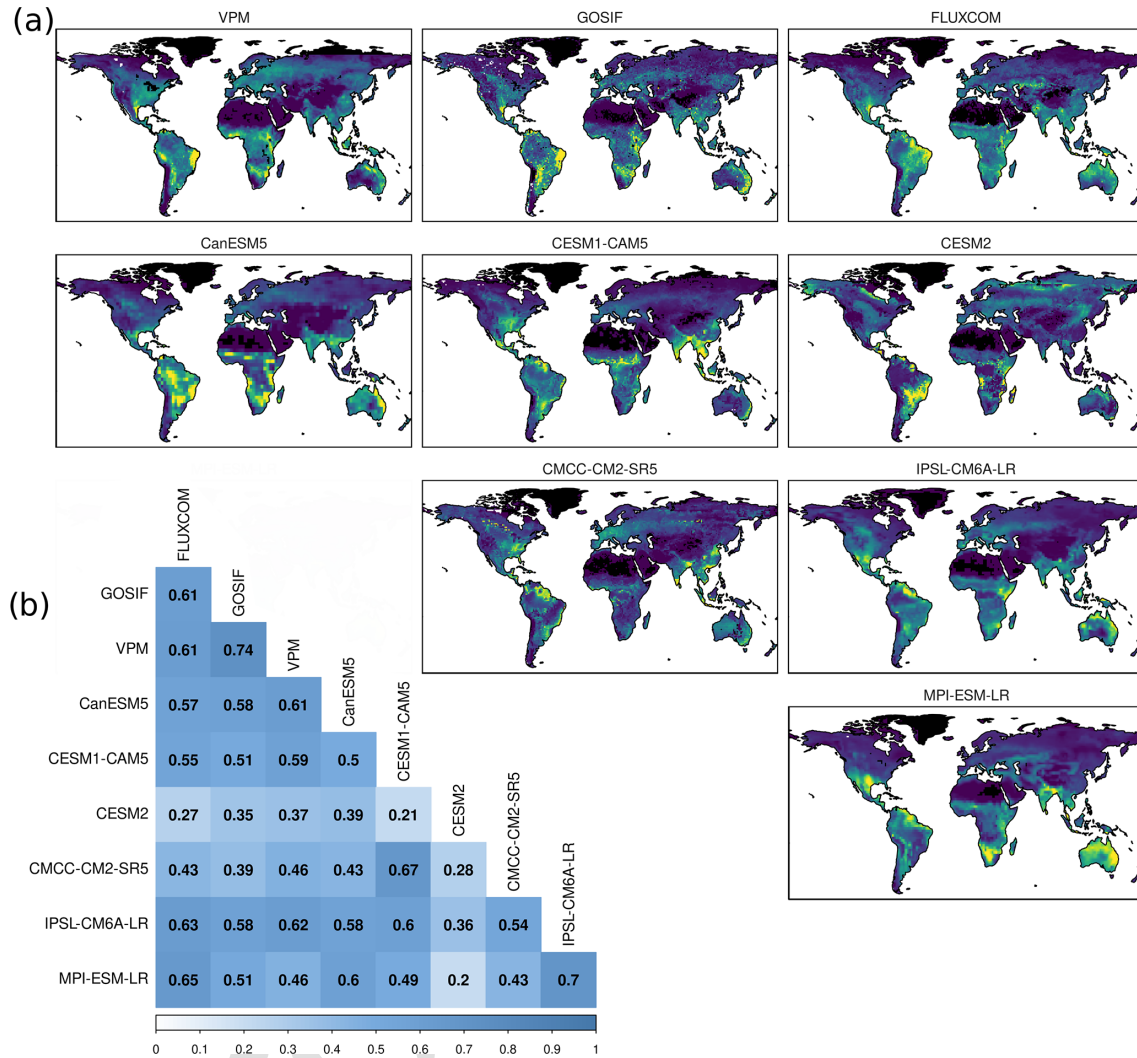 (a)
VPM
GOSIF
FLUXCOM
CanESM5
CESM1-CAM5
CESM2
CMCC-CM2-SR5
IPSL-CM6A-LR
MPI-ESM-LR
(b)
FLUXCOM
GOSIF
VPM
CanESM5
CESM1-CAM5
CESM2
CMCC-CM2-SR5
IPSL-CM6A-LR
GOSIF 0.61
VPM 0.61 0.74
CanESM5 0.57 0.58 0.61
CESM1-CAM5 0.55 0.51 0.59 0.5
CESM2 0.27 0.35 0.37 0.39 0.21
CMCC-CM2-SR5 0.43 0.39 0.46 0.43 0.67 0.28
IPSL-CM6A-LR 0.63 0.58 0.62 0.58 0.6 0.36 0.54
MPI-ESM-LR 0.65 0.51 0.46 0.6 0.49 0.2 0.43 0.7
0 0.1 0.2 0.3 0.4 0.5 0.6 0.7 0.8 0.9 1